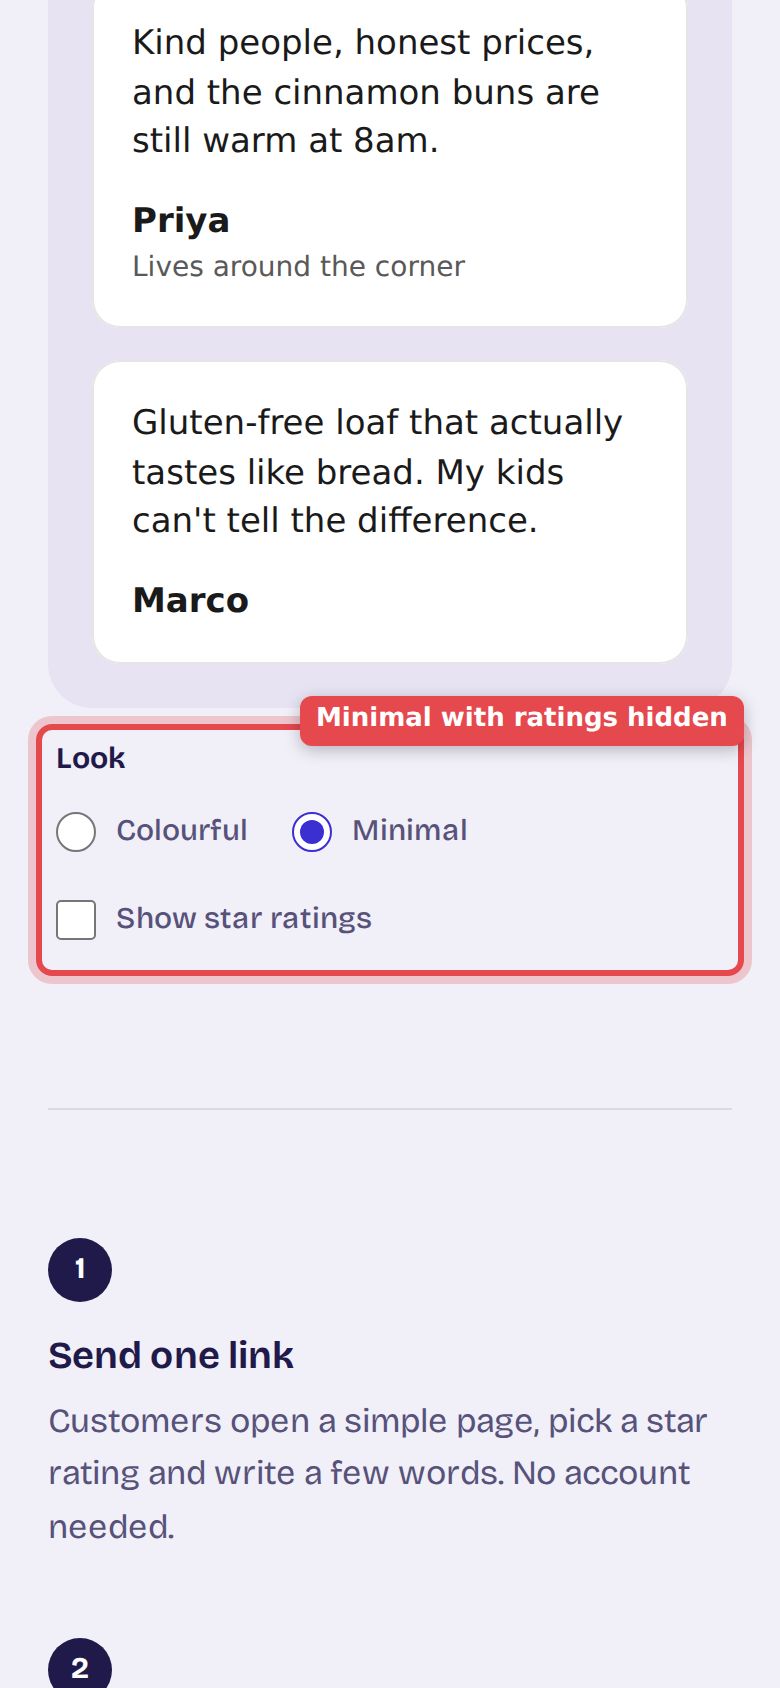 Kind people, honest prices,
and the cinnamon buns are
still warm at 8am.
Priya
Lives around the corner
Gluten-free loaf that actually
tastes like bread. My kids
can't tell the difference.
Marco
Minimal with ratings hidden
Look
Colourful Minimal
Show star ratings
1
Send one link
Customers open a simple page, pick a star
rating and write a few words. No account
needed.
2